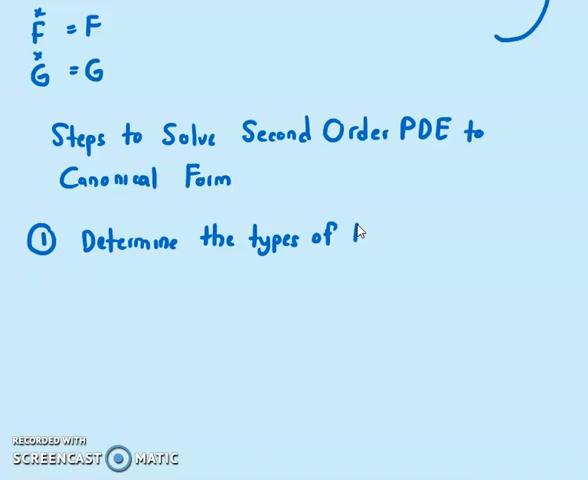 F* = F
G* = G
Steps to Solve Second Order PDE to
Canonical Form
① Determine the types of
RECORDED WITH
SCREENCAST MATIC